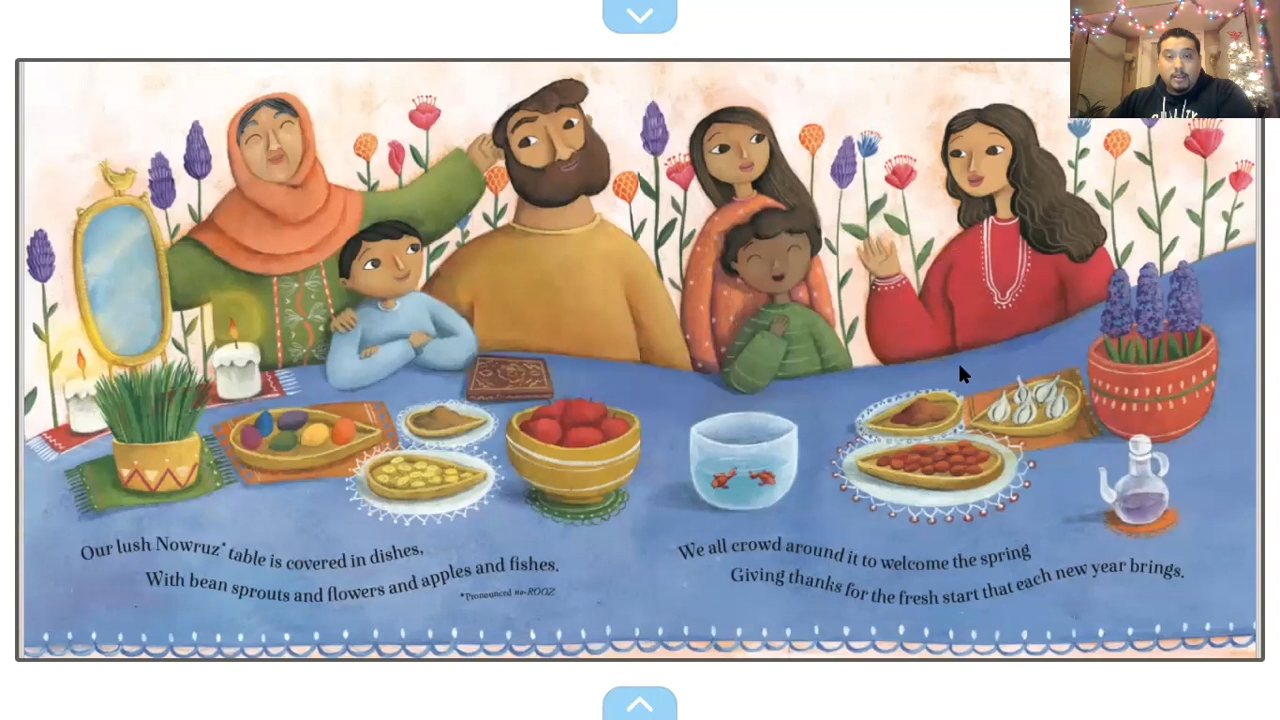 Our lush Nowruz* table is covered in dishes,
With bean sprouts and flowers and apples and fishes.
*Pronounced no-ROOZ
We all crowd around it to welcome the spring
Giving thanks for the fresh start that each new year brings.